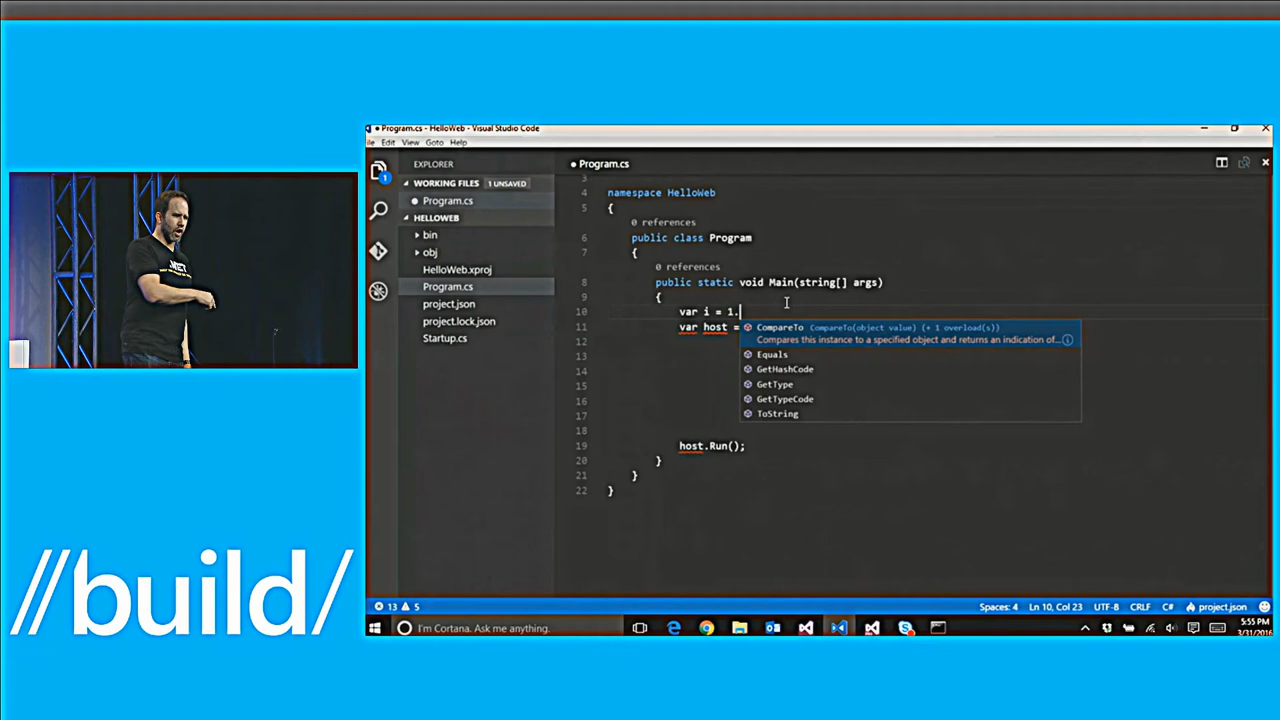 .NET
//build/
Program.cs - HelloWeb - Visual Studio Code
ile Edit View Goto Help
EXPLORER
WORKING FILES 1 UNSAVED
Program.cs
HELLOWEB
bin
obj
HelloWeb.xproj
Program.cs
project.json
project.lock.json
Startup.cs
1
Program.cs
3
4 namespace HelloWeb
5 {
0 references
6 public class Program
7 {
0 references
8 public static void Main(string[] args)
9 {
10 var i = 1.
11 var host =
CompareTo CompareTo(object value) (+ 1 overload(s))
Compares this instance to a specified object and returns an indication of...
Equals
GetHashCode
GetType
GetTypeCode
ToString
12
13
14
15
16
17
18
19 host.Run();
20 }
21 }
22 }
13 5
Spaces: 4 Ln 10, Col 23 UTF-8 CRLF C# project.json
I'm Cortana. Ask me anything.
5:55 PM
3/31/2016